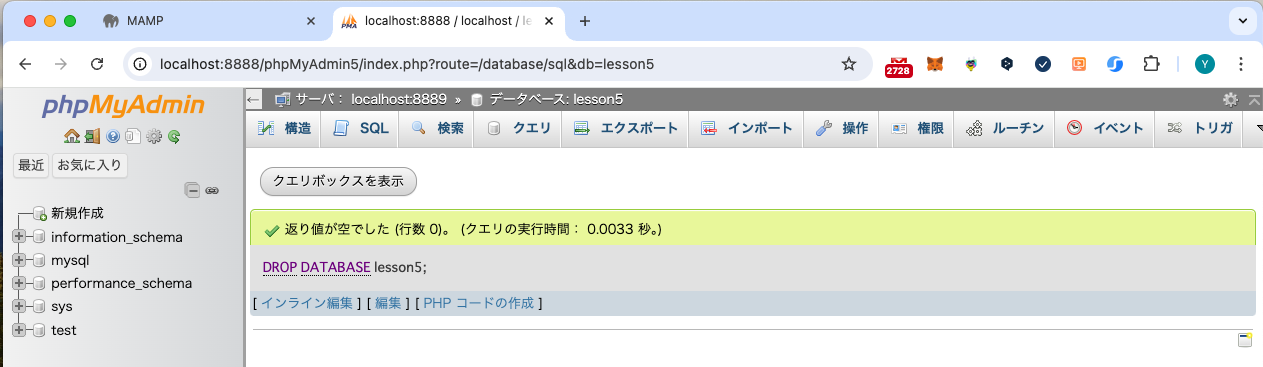 MAMP
localhost:8888 / localhost / le
localhost:8888/phpMyAdmin5/index.php?route=/database/sql&db=lesson5
2728
Y
phpMyAdmin
サーバ： localhost:8889 » データベース: lesson5
構造 SQL 検索 クエリ エクスポート インポート 操作 権限 ルーチン イベント トリガ
最近 お気に入り
クエリボックスを表示
新規作成
information_schema
mysql
performance_schema
sys
test
返り値が空でした (行数 0)。 (クエリの実行時間： 0.0033 秒。)
DROP DATABASE lesson5;
[ インライン編集 ] [ 編集 ] [ PHP コードの作成 ]